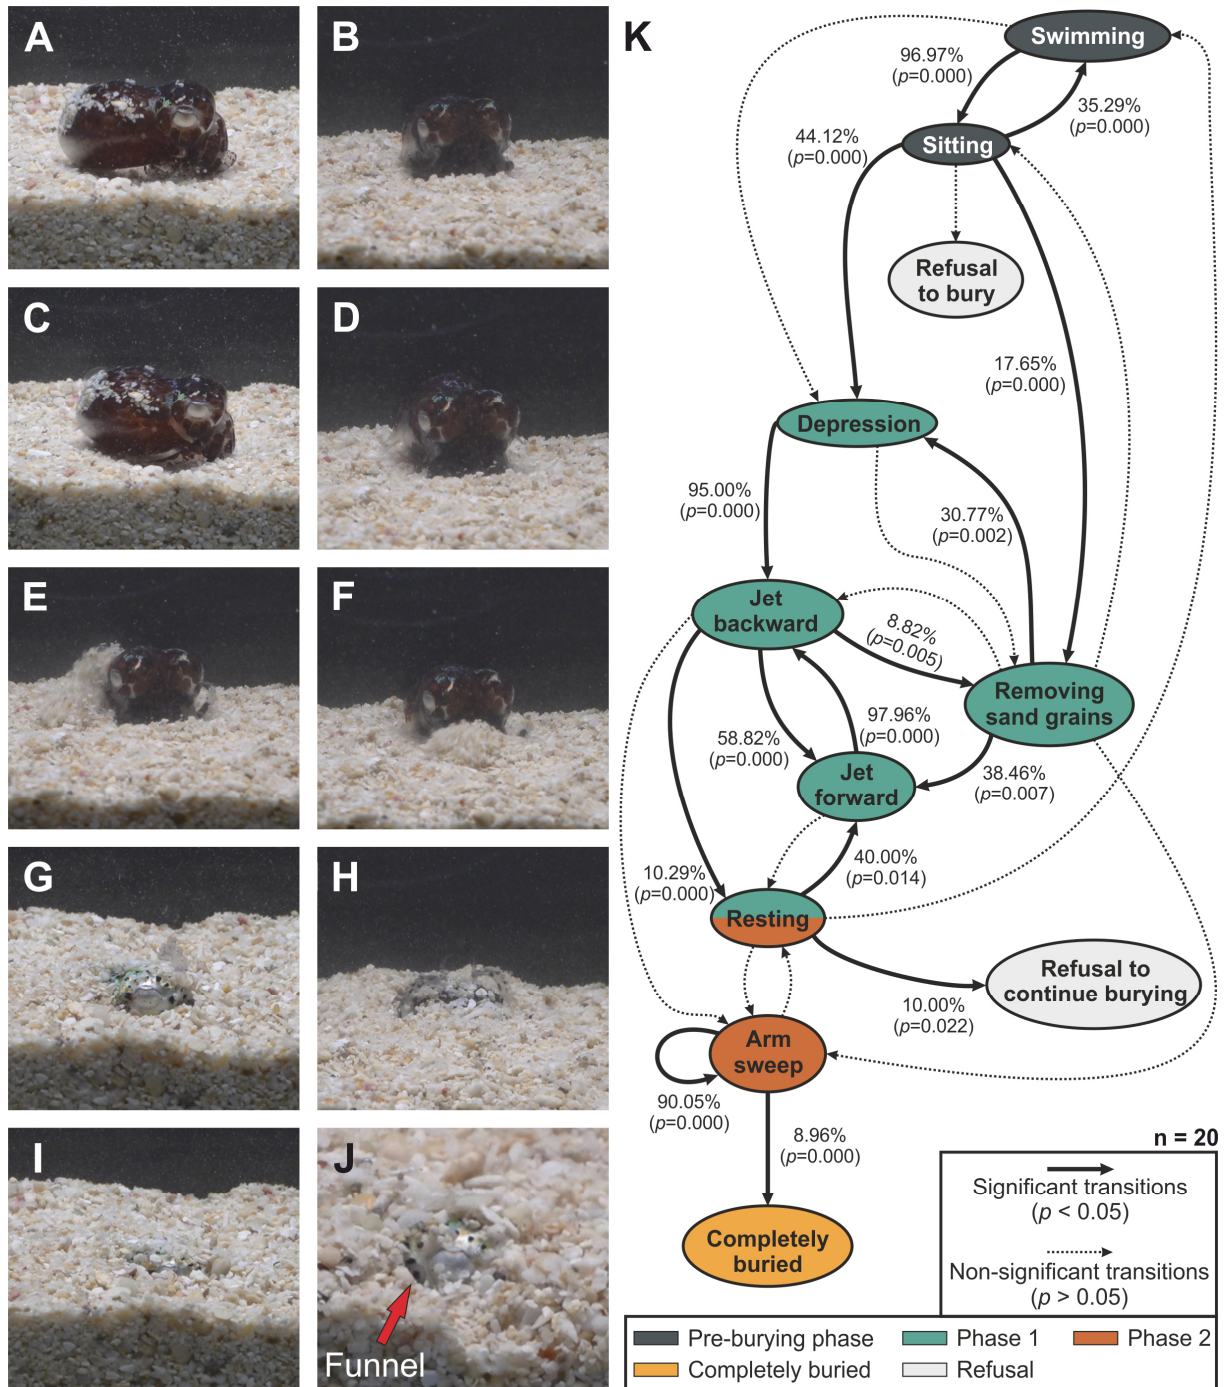 A
B
C
D
E
F
G
H
I
J
Funnel
K
Swimming
96.97%
(p=0.000)
35.29%
(p=0.000)
Sitting
44.12%
(p=0.000)
Refusal
to bury
17.65%
(p=0.000)
Depression
95.00%
(p=0.000)
30.77%
(p=0.002)
Jet
backward
8.82%
(p=0.005)
Removing
sand grains
97.96%
(p=0.000)
58.82%
(p=0.000)
Jet
forward
38.46%
(p=0.007)
40.00%
(p=0.014)
10.29%
(p=0.000)
Resting
Refusal to
continue burying
10.00%
(p=0.022)
Arm
sweep
90.05%
(p=0.000)
8.96%
(p=0.000)
Completely
buried
n = 20
Significant transitions
(p < 0.05)
Non-significant transitions
(p > 0.05)
Pre-burying phase
Phase 1
Phase 2
Completely buried
Refusal